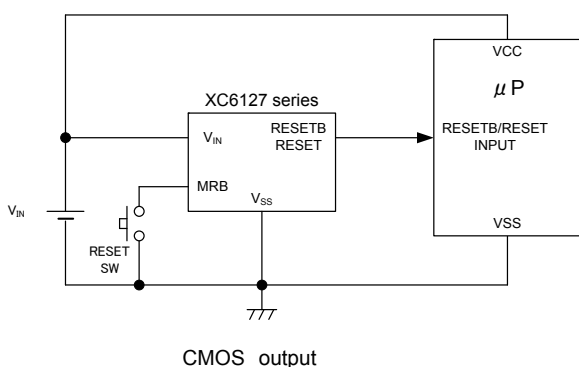 VCC
μP
XC6127 series
RESETB
RESET
RESETB/RESET
INPUT
VIN
MRB
VSS
VIN
RESET
SW
VSS
CMOS output